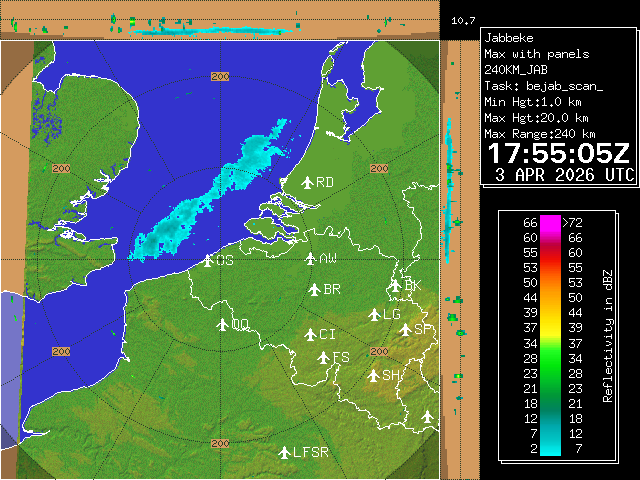 10.7
Jabbeke
Max with panels
240KM_JAB
Task: bejab_scan_
Min Hgt:1.0 km
Max Hgt:20.0 km
Max Range:240 km
17:55:05Z
3 APR 2026 UTC
200
200
200
RD
OS
AW
BR
BK
LG
QQ
CI
SP
200
FS
200
SH
200
LFSR
66 >72
60 66
55 60
53 55
50 53
44 50
39 44
37 39
34 37
28 34
23 28
21 23
18 21
12 18
7 12
2 7
Reflectivity in dBZ